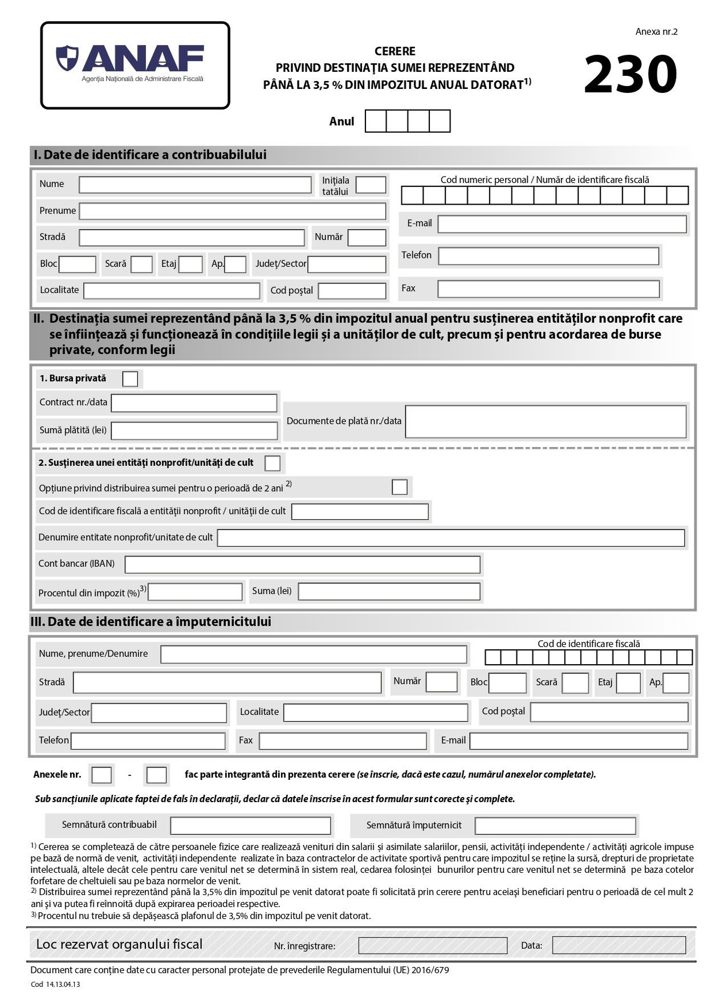 Anexa nr.2
ANAF
Agenția Națională de Administrare Fiscală
CERERE
PRIVIND DESTINAŢIA SUMEI REPREZENTÂND
PÂNĂ LA 3,5 % DIN IMPOZITUL ANUAL DATORAT1)
230
Anul
I. Date de identificare a contribuabilului
Nume
Iniţiala
tatălui
Cod numeric personal / Număr de identificare fiscală
Prenume
E-mail
Stradă
Număr
Telefon
Bloc
Scară
Etaj
Ap.
Judeţ/Sector
Fax
Localitate
Cod poştal
II. Destinația sumei reprezentând până la 3,5 % din impozitul anual pentru susținerea entităților nonprofit care
se înființează și funcționează în condițiile legii și a unităților de cult, precum și pentru acordarea de burse
private, conform legii
1. Bursa privată
Contract nr./data
Documente de plată nr./data
Sumă plătită (lei)
2. Susţinerea unei entităţi nonprofit/unităţi de cult
Opțiune privind distribuirea sumei pentru o perioadă de 2 ani 2)
Cod de identificare fiscală a entităţii nonprofit / unităţii de cult
Denumire entitate nonprofit/unitate de cult
Cont bancar (IBAN)
Procentul din impozit (%)3)
Suma (lei)
III. Date de identificare a împuternicitului
Cod de identificare fiscală
Nume, prenume/Denumire
Stradă
Număr
Bloc
Scară
Etaj
Ap.
Judeţ/Sector
Localitate
Cod poştal
Telefon
Fax
E-mail
Anexele nr.
-
fac parte integrantă din prezenta cerere (se înscrie, dacă este cazul, numărul anexelor completate).
Sub sancţiunile aplicate faptei de fals în declaraţii, declar că datele înscrise în acest formular sunt corecte şi complete.
Semnătură contribuabil
Semnătură împuternicit
1) Cererea se completează de către persoanele fizice care realizează venituri din salarii și asimilate salariilor, pensii, activități independente / activități agricole impuse
pe bază de normă de venit, activități independente realizate în baza contractelor de activitate sportivă pentru care impozitul se reține la sursă, drepturi de proprietate
intelectuală, altele decât cele pentru care venitul net se determină în sistem real, cedarea folosinței bunurilor pentru care venitul net se determină pe baza cotelor
forfetare de cheltuieli sau pe baza normelor de venit.
2) Distribuirea sumei reprezentând până la 3,5% din impozitul pe venit datorat poate fi solicitată prin cerere pentru aceiaşi beneficiari pentru o perioadă de cel mult 2
ani şi va putea fi reînnoită după expirarea perioadei respective.
3) Procentul nu trebuie să depășească plafonul de 3,5% din impozitul pe venit datorat.
Loc rezervat organului fiscal
Nr. înregistrare:
Data:
Document care conține date cu caracter personal protejate de prevederile Regulamentului (UE) 2016/679
Cod 14.13.04.13